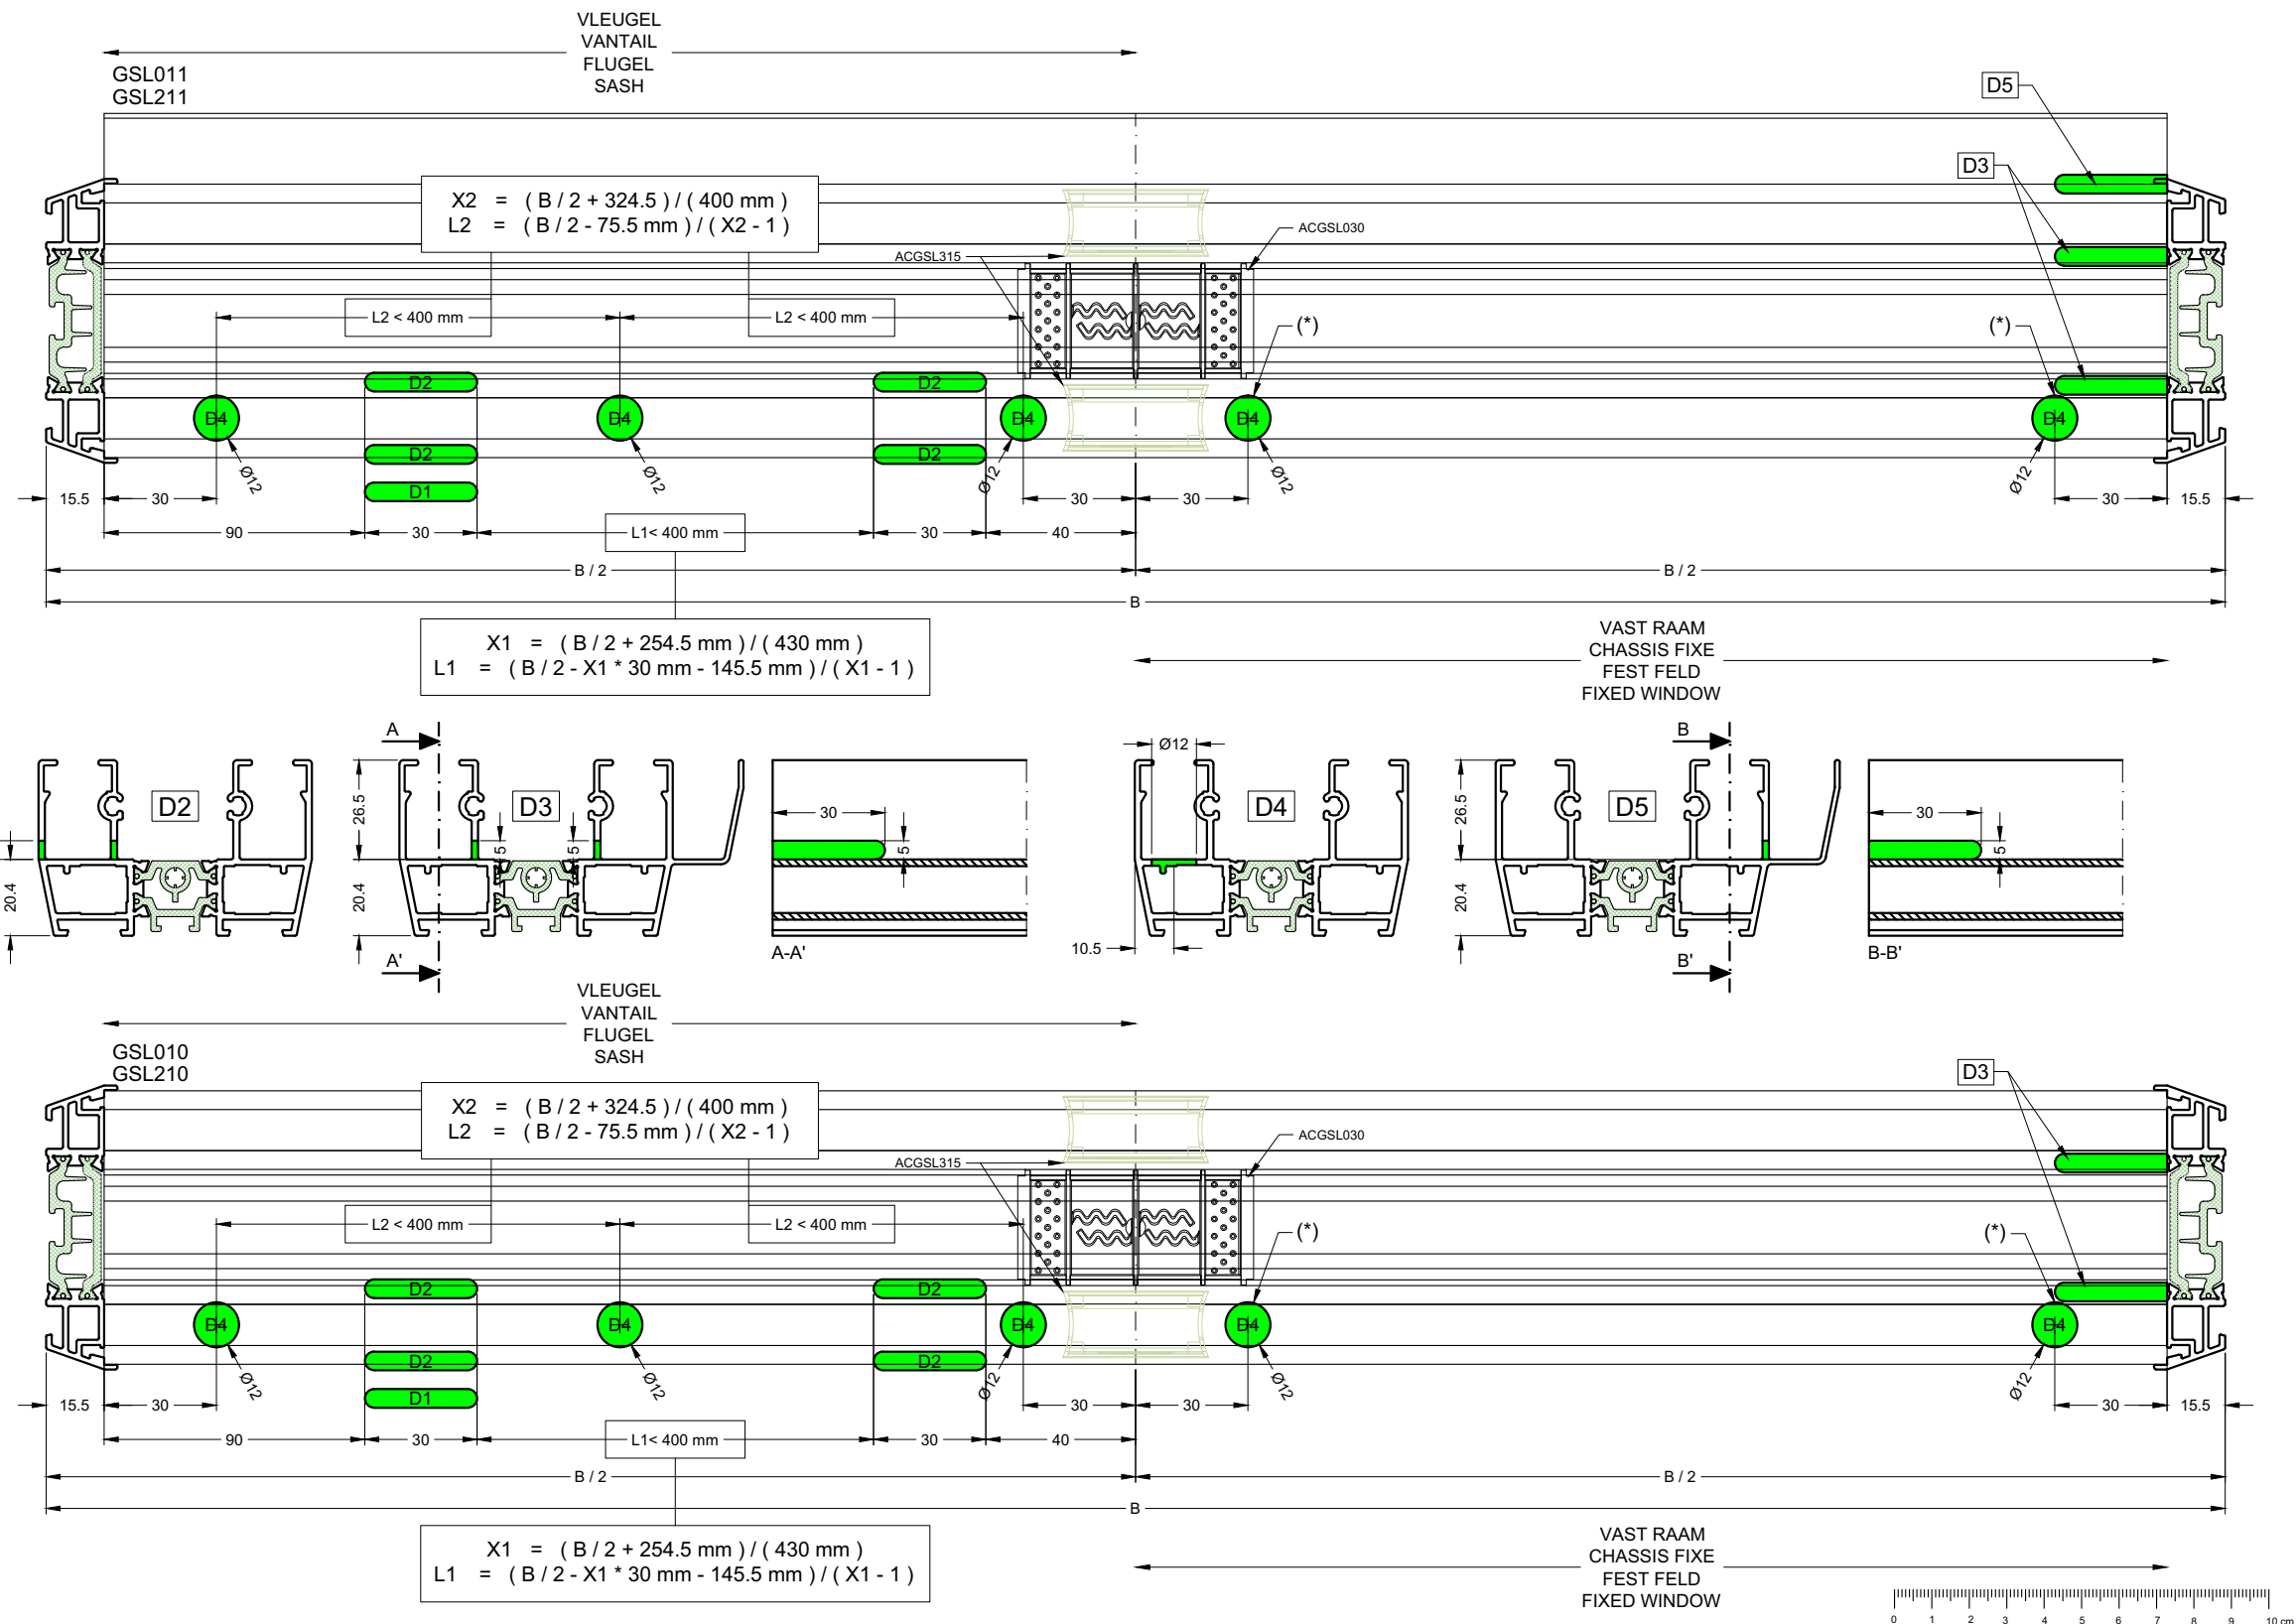 VLEUGEL
VANTAIL
FLUGEL
SASH
GSL011
GSL211
D5
D3
X2 = ( B / 2 + 324.5 ) / ( 400 mm )
L2 = ( B / 2 - 75.5 mm ) / ( X2 - 1 )
ACGSL030
ACGSL315
L2 < 400 mm
L2 < 400 mm
(*)
(*)
D2
D2
D4
D4
D4
D4
D4
D2
D2
D1
Ø12
Ø12
Ø12
Ø12
Ø12
15.5
30
30
30
30
15.5
90
30
L1< 400 mm
30
40
B / 2
B / 2
B
X1 = ( B / 2 + 254.5 mm ) / ( 430 mm )
L1 = ( B / 2 - X1 * 30 mm - 145.5 mm ) / ( X1 - 1 )
VAST RAAM
CHASSIS FIXE
FEST FELD
FIXED WINDOW
A
B
Ø12
D2
26.5
D3
30
D4
26.5
D5
30
5
5
5
5
20.4
20.4
20.4
10.5
A'
A-A'
B'
B-B'
VLEUGEL
VANTAIL
FLUGEL
SASH
GSL010
GSL210
D3
X2 = ( B / 2 + 324.5 ) / ( 400 mm )
L2 = ( B / 2 - 75.5 mm ) / ( X2 - 1 )
ACGSL030
ACGSL315
L2 < 400 mm
L2 < 400 mm
(*)
(*)
D2
D2
D4
D4
D4
D4
D4
D2
D2
D1
Ø12
Ø12
Ø12
Ø12
Ø12
15.5
30
30
30
30
15.5
90
30
L1< 400 mm
30
40
B / 2
B / 2
B
X1 = ( B / 2 + 254.5 mm ) / ( 430 mm )
L1 = ( B / 2 - X1 * 30 mm - 145.5 mm ) / ( X1 - 1 )
VAST RAAM
CHASSIS FIXE
FEST FELD
FIXED WINDOW
0 1 2 3 4 5 6 7 8 9 10 cm